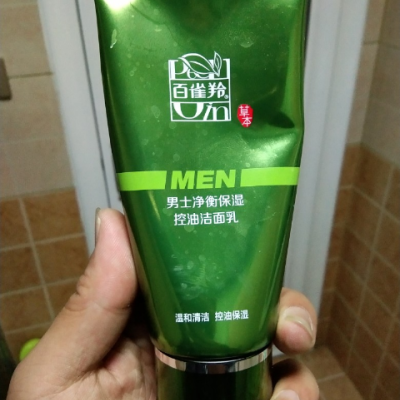 百雀羚®
草本
MEN
男士净衡保湿
控油洁面乳
温和清洁 控油保湿